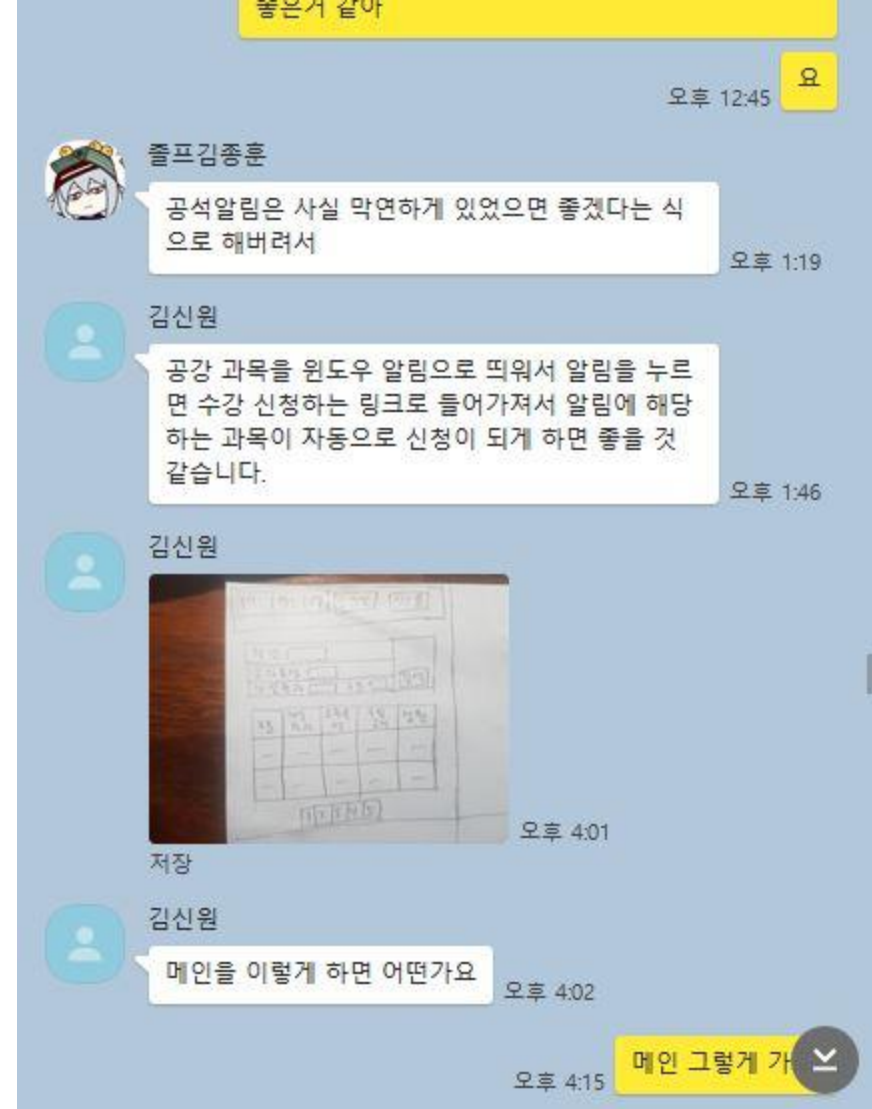 좋은거 같아
요
오후 12:45
졸프김종훈
공석알림은 사실 막연하게 있었으면 좋겠다는 식
으로 해버려서
오후 1:19
김신원
공강 과목을 윈도우 알림으로 띄워서 알림을 누르
면 수강 신청하는 링크로 들어가져서 알림에 해당
하는 과목이 자동으로 신청이 되게 하면 좋을 것
같습니다.
오후 1:46
김신원
1 2 3 4 5
오후 4:01
저장
김신원
메인을 이렇게 하면 어떤가요
오후 4:02
메인 그렇게 가
오후 4:15